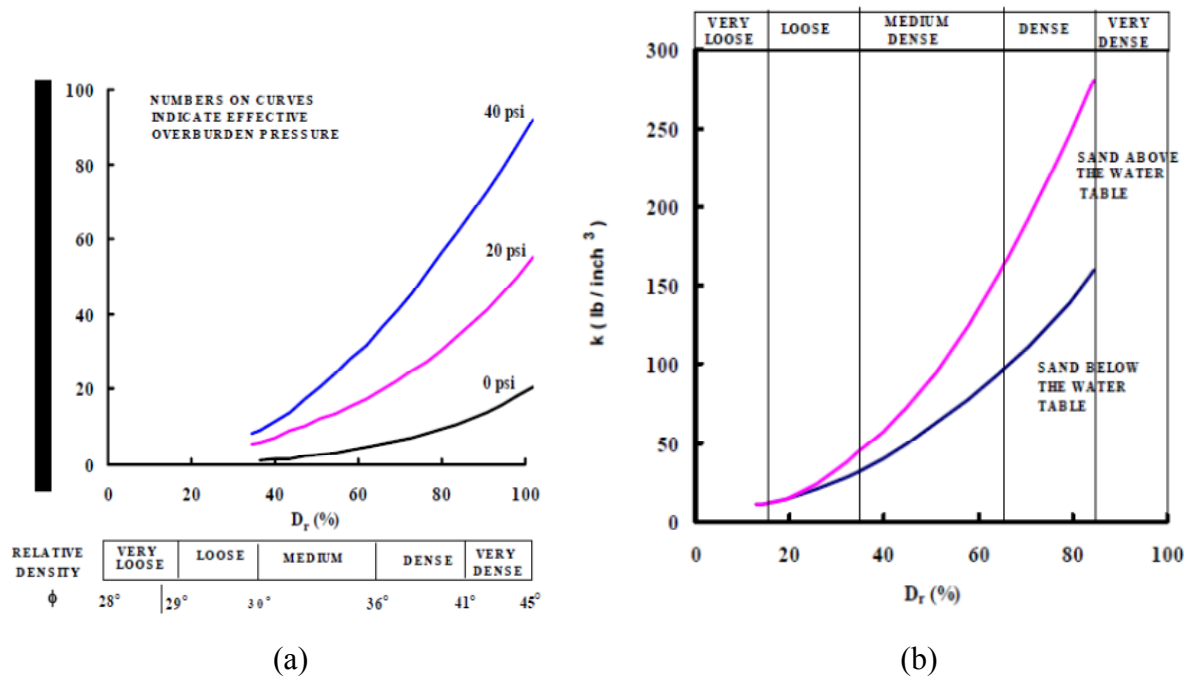 100
80
60
40
20
0
NUMBERS ON CURVES
INDICATE EFFECTIVE
OVERBURDEN PRESSURE
40 psi
20 psi
0 psi
0 20 40 60 80 100
Dr (%)
RELATIVE DENSITY
VERY LOOSE
LOOSE
MEDIUM
DENSE
VERY DENSE
ϕ
28° 29° 30° 36° 41° 45°
(a)
VERY LOOSE
LOOSE
MEDIUM DENSE
DENSE
VERY DENSE
300
250
200
150
100
50
0
k ( lb / inch ³ )
SAND ABOVE
THE WATER
TABLE
SAND BELOW
THE WATER
TABLE
0 20 40 60 80 100
Dr (%)
(b)